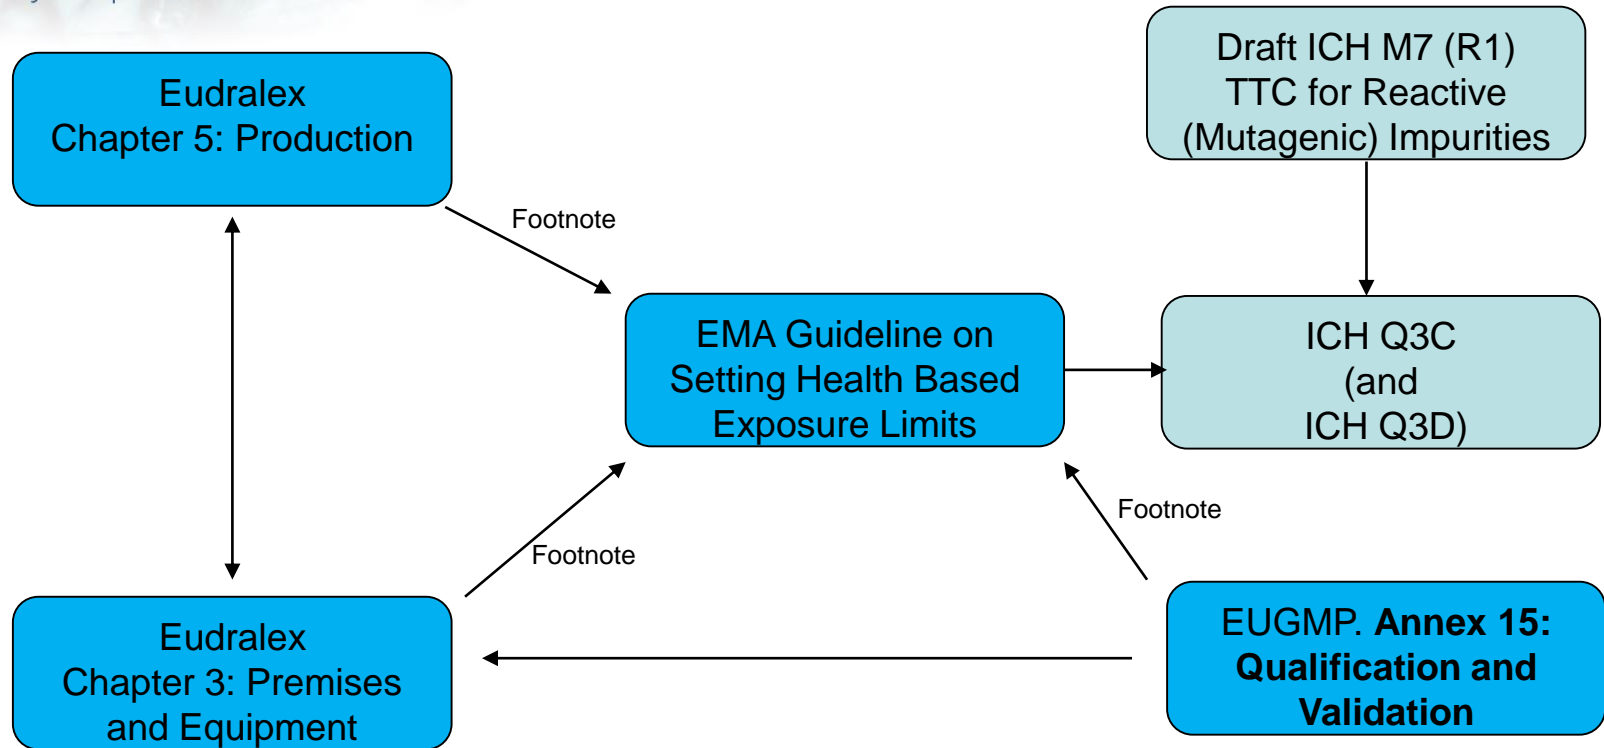 Draft ICH M7 (R1)
TTC for Reactive
(Mutagenic) Impurities
Eudralex
Chapter 5: Production
Footnote
EMA Guideline on
Setting Health Based
Exposure Limits
ICH Q3C
(and
ICH Q3D)
Footnote
Footnote
Eudralex
Chapter 3: Premises
and Equipment
EUGMP. Annex 15:
Qualification and
Validation